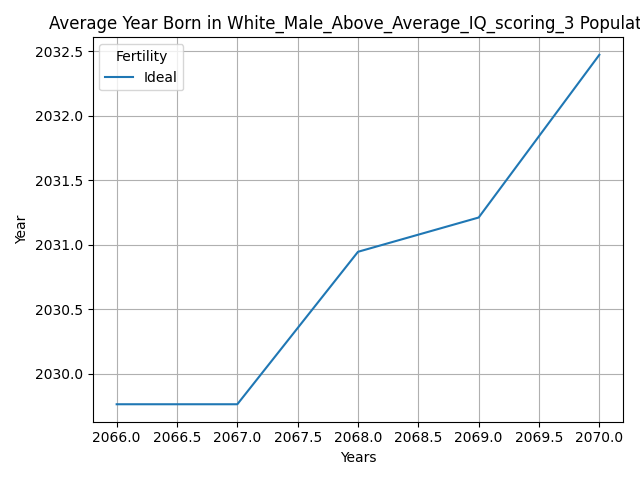 Average Year Born in White_Male_Above_Average_IQ_scoring_3 Populat
2032.5
Fertility
Ideal
2032.0
2031.5
Year
2031.0
2030.5
2030.0
2066.0 2066.5 2067.0 2067.5 2068.0 2068.5 2069.0 2069.5 2070.0
Years